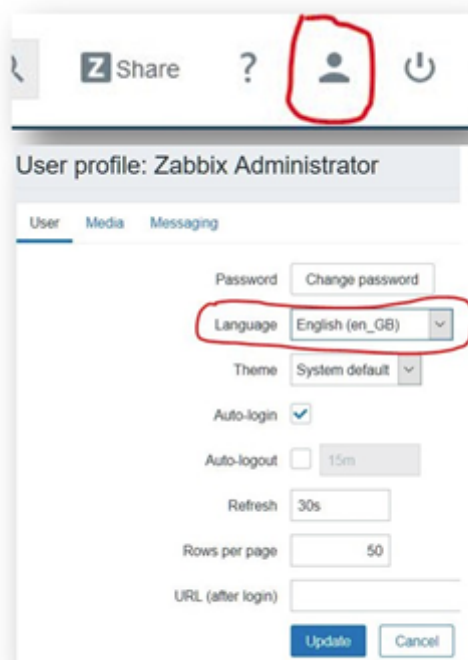 Z Share ?
User profile: Zabbix Administrator
User Media Messaging
Password Change password
Language English (en_GB)
Theme System default
Auto-login
Auto-logout 15m
Refresh 30s
Rows per page 50
URL (after login)
Update Cancel